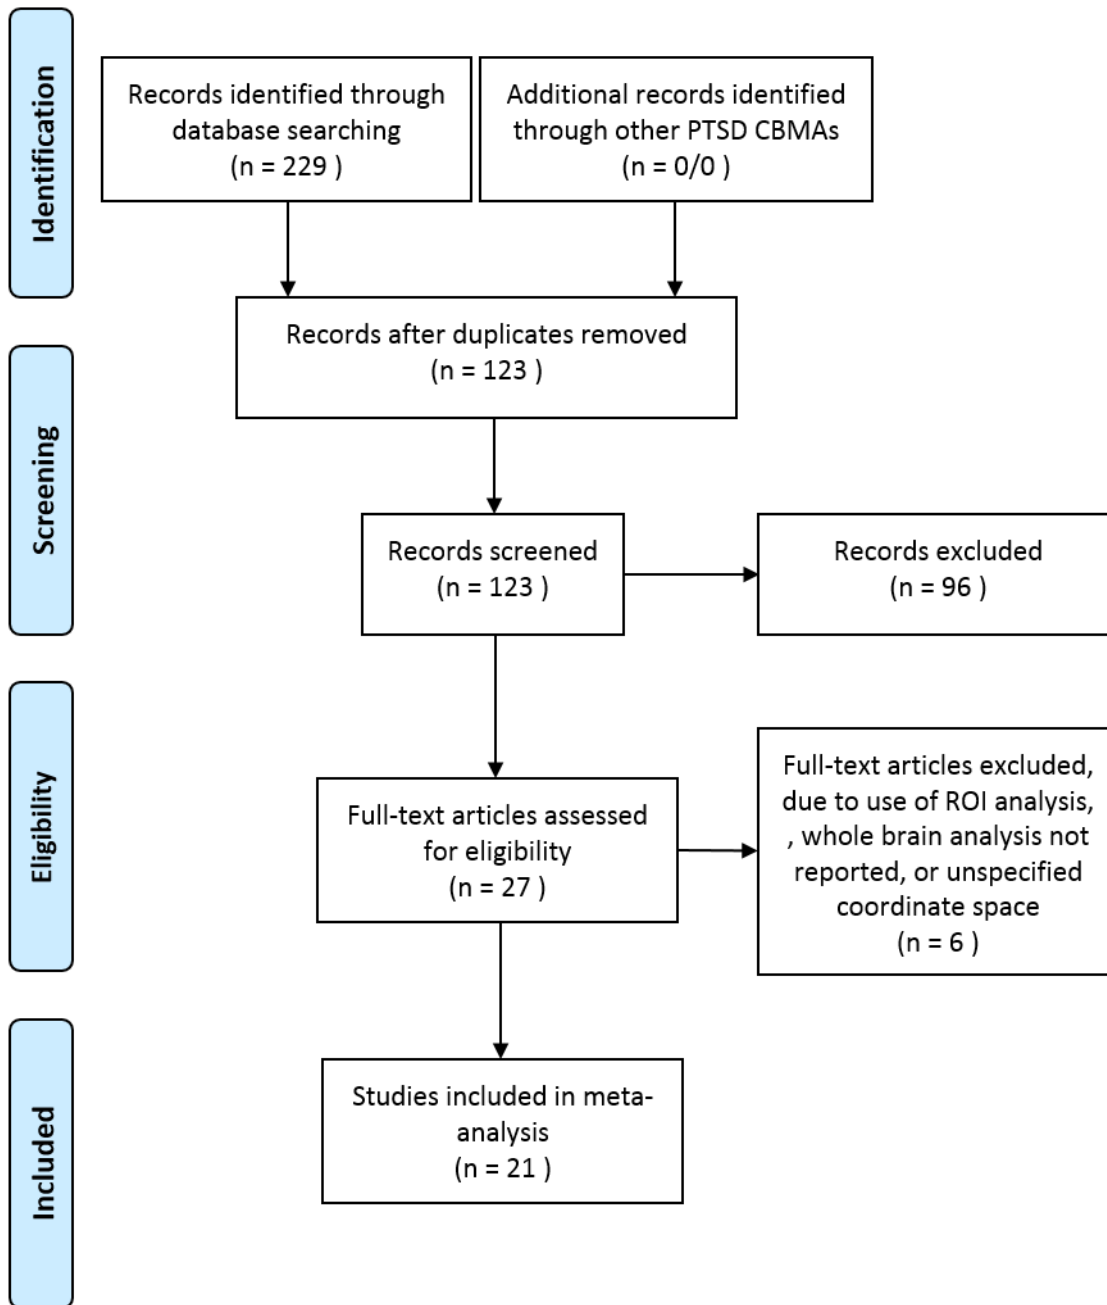 Identification
Records identified through
database searching
(n = 229 )
Additional records identified
through other PTSD CBMAs
(n = 0/0 )
Records after duplicates removed
(n = 123 )
Screening
Records screened
(n = 123 )
Records excluded
(n = 96 )
Eligibility
Full-text articles assessed
for eligibility
(n = 27 )
Full-text articles excluded,
due to use of ROI analysis,
, whole brain analysis not
reported, or unspecified
coordinate space
(n = 6 )
Included
Studies included in meta-
analysis
(n = 21 )